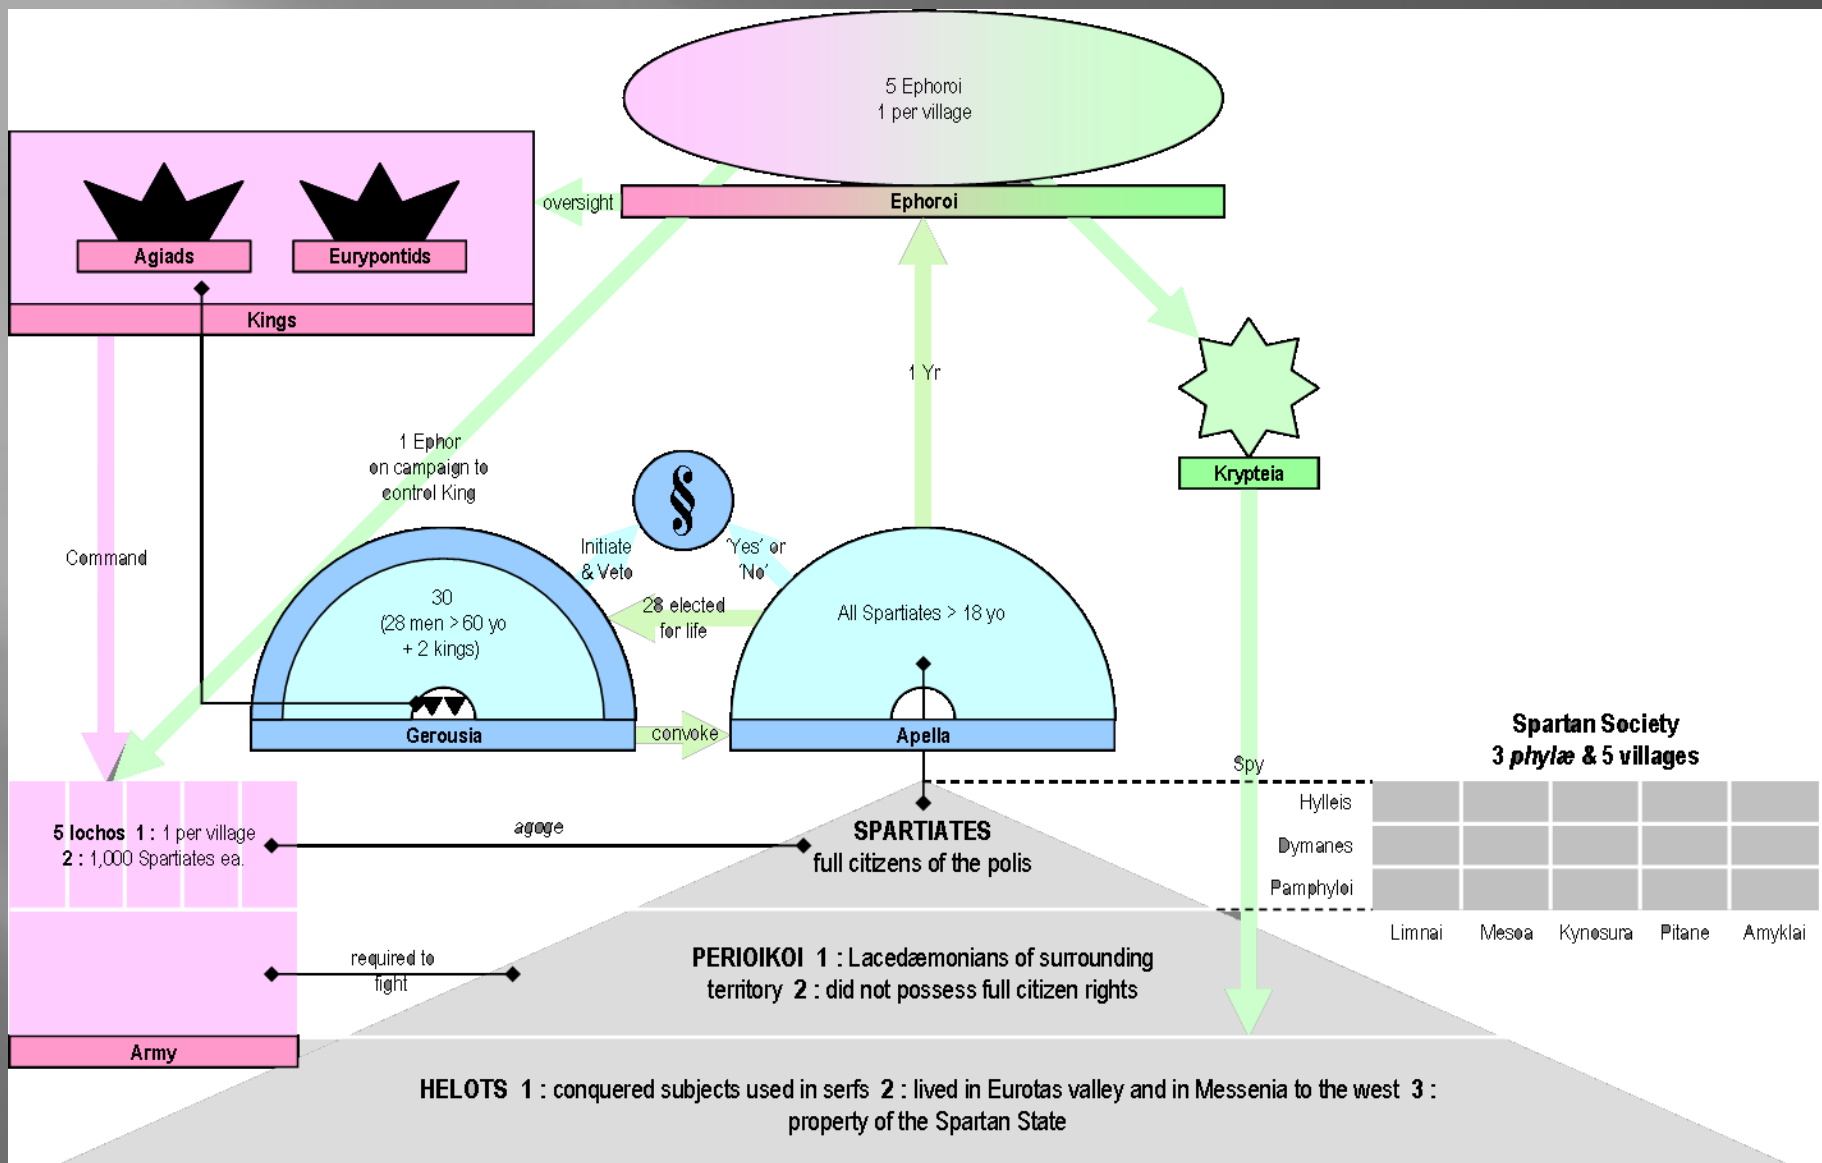 5 Ephoroi
1 per village
Ephoroi
oversight
Agiads
Eurypontids
Kings
1 Yr
1 Ephor
on campaign to
control King
Krypteia
Command
Initiate
& Veto
§
'Yes' or
'No'
30
(28 men > 60 yo
+ 2 kings)
28 elected
for life
All Spartiates > 18 yo
Gerousia
convoke
Apella
Spy
Spartan Society
3 phylæ & 5 villages
Hylleis
Dymanes
Pamphyloi
Limnai
Mesoa
Kynosura
Pitane
Amyklai
5 lochos 1 : 1 per village
2 : 1,000 Spartiates ea.
agoge
SPARTIATES
full citizens of the polis
required to
fight
PERIOIKOI 1 : Lacedæmonians of surrounding
territory 2 : did not possess full citizen rights
Army
HELOTS 1 : conquered subjects used in serfs 2 : lived in Eurotas valley and in Messenia to the west 3 :
property of the Spartan State